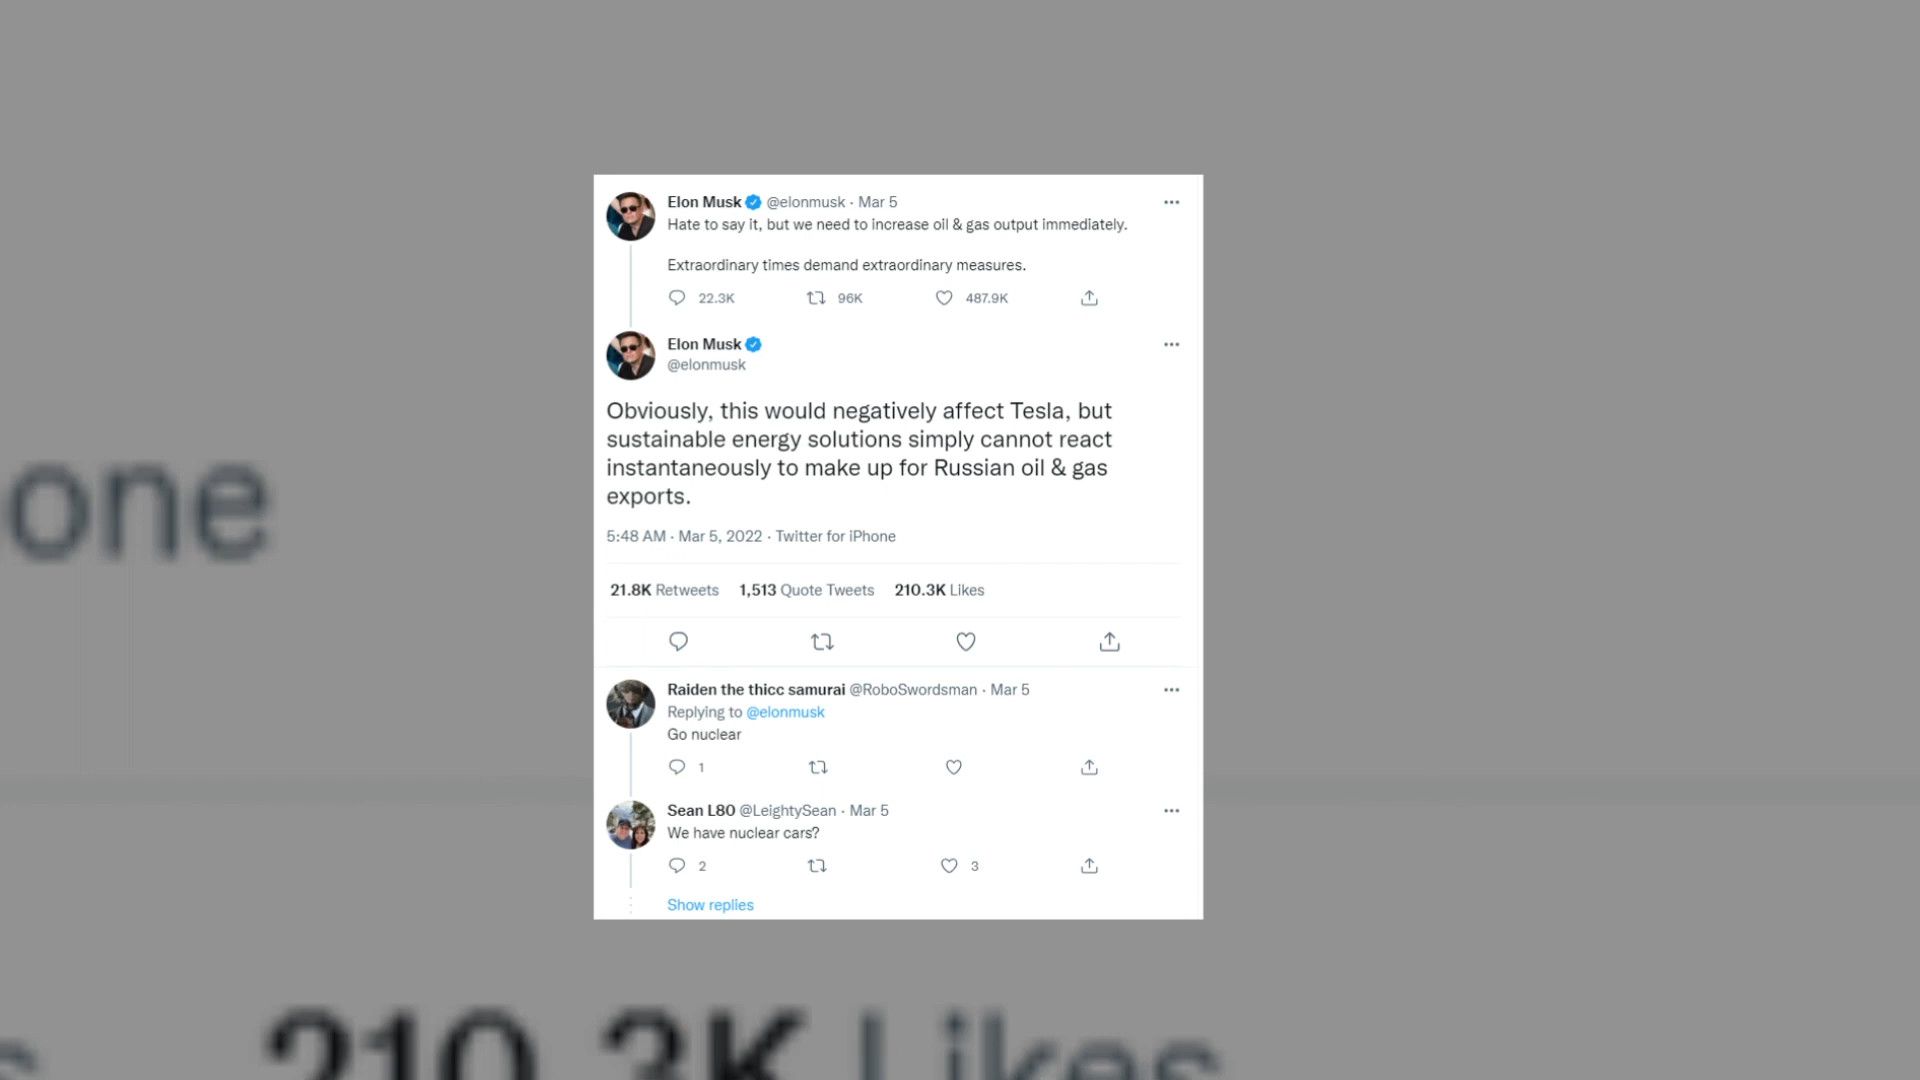 Elon Musk @elonmusk · Mar 5
Hate to say it, but we need to increase oil & gas output immediately.
Extraordinary times demand extraordinary measures.
22.3K 96K 487.9K
Elon Musk
@elonmusk
Obviously, this would negatively affect Tesla, but
sustainable energy solutions simply cannot react
instantaneously to make up for Russian oil & gas
exports.
5:48 AM · Mar 5, 2022 · Twitter for iPhone
21.8K Retweets 1,513 Quote Tweets 210.3K Likes
Raiden the thicc samurai @RoboSwordsman · Mar 5
Replying to @elonmusk
Go nuclear
1
Sean L80 @LeightySean · Mar 5
We have nuclear cars?
2 3
Show replies
one
210.3K Likes